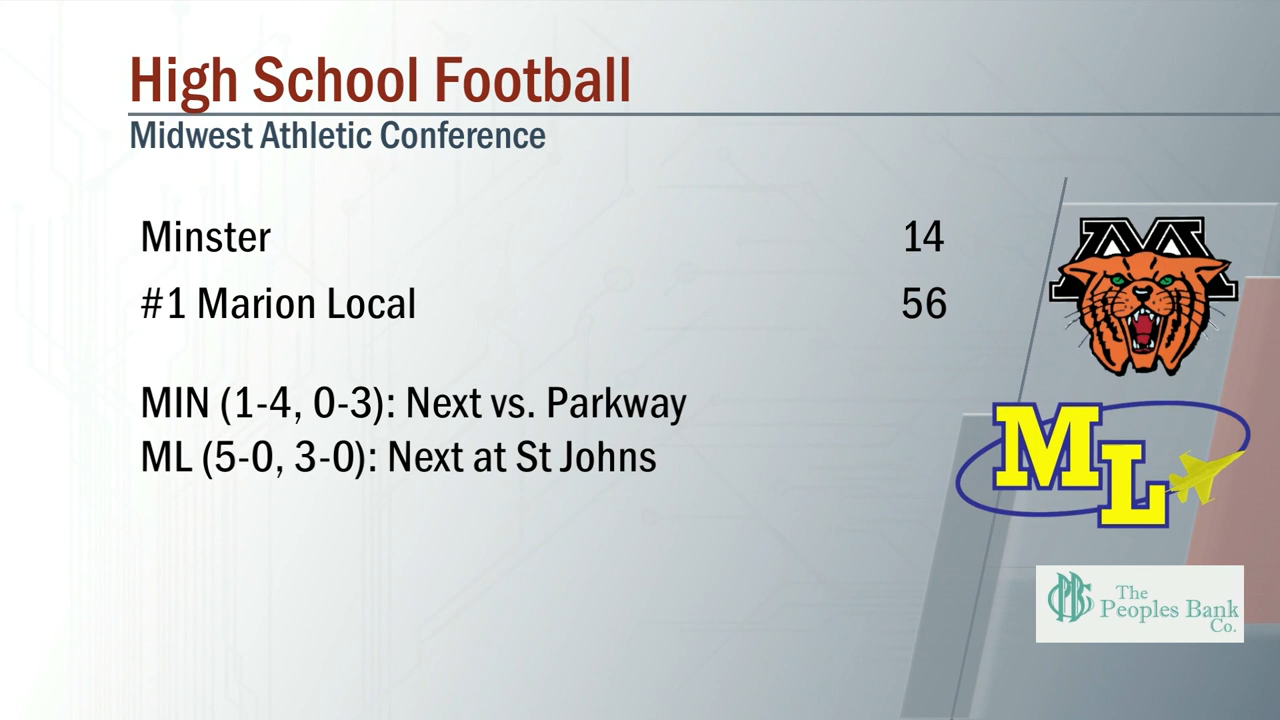 High School Football
Midwest Athletic Conference
Minster 14
#1 Marion Local 56
MIN (1-4, 0-3): Next vs. Parkway
ML (5-0, 3-0): Next at St Johns
M
ML
PBC The
Peoples Bank
Co.